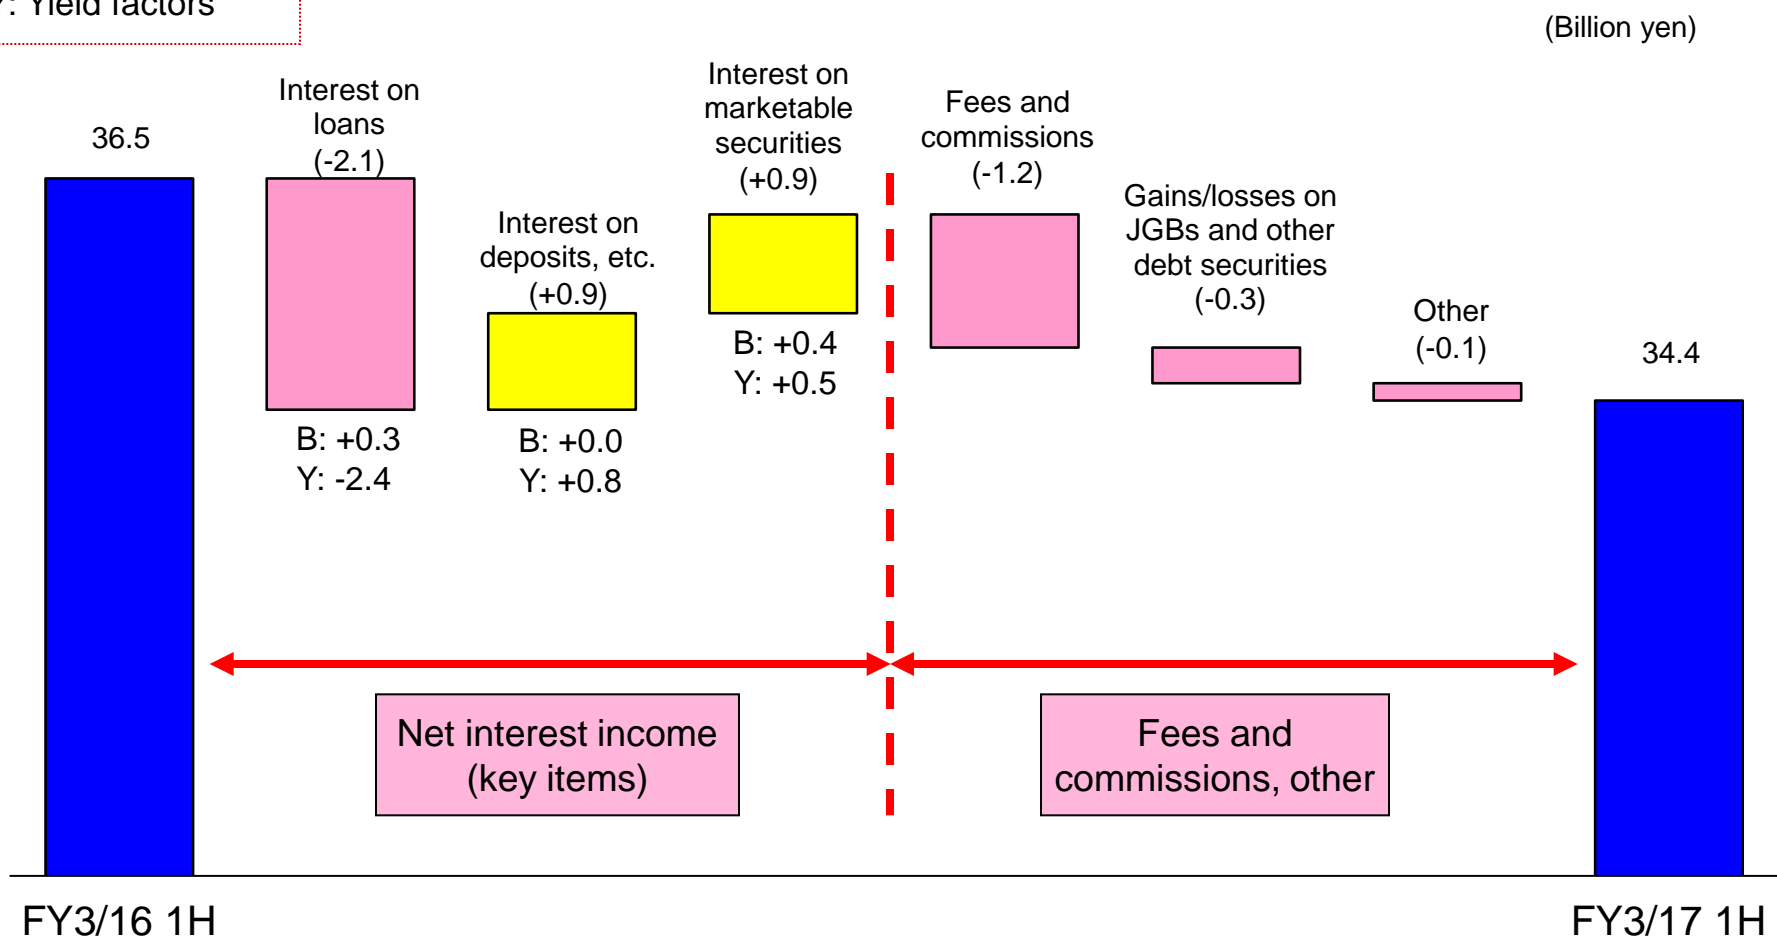 Y: Yield factors
(Billion yen)
36.5
Interest on
loans
(-2.1)
B: +0.3
Y: -2.4
Interest on
deposits, etc.
(+0.9)
B: +0.0
Y: +0.8
Interest on
marketable
securities
(+0.9)
B: +0.4
Y: +0.5
Fees and
commissions
(-1.2)
Gains/losses on
JGBs and other
debt securities
(-0.3)
Other
(-0.1)
34.4
Net interest income
(key items)
Fees and
commissions, other
FY3/16 1H
FY3/17 1H